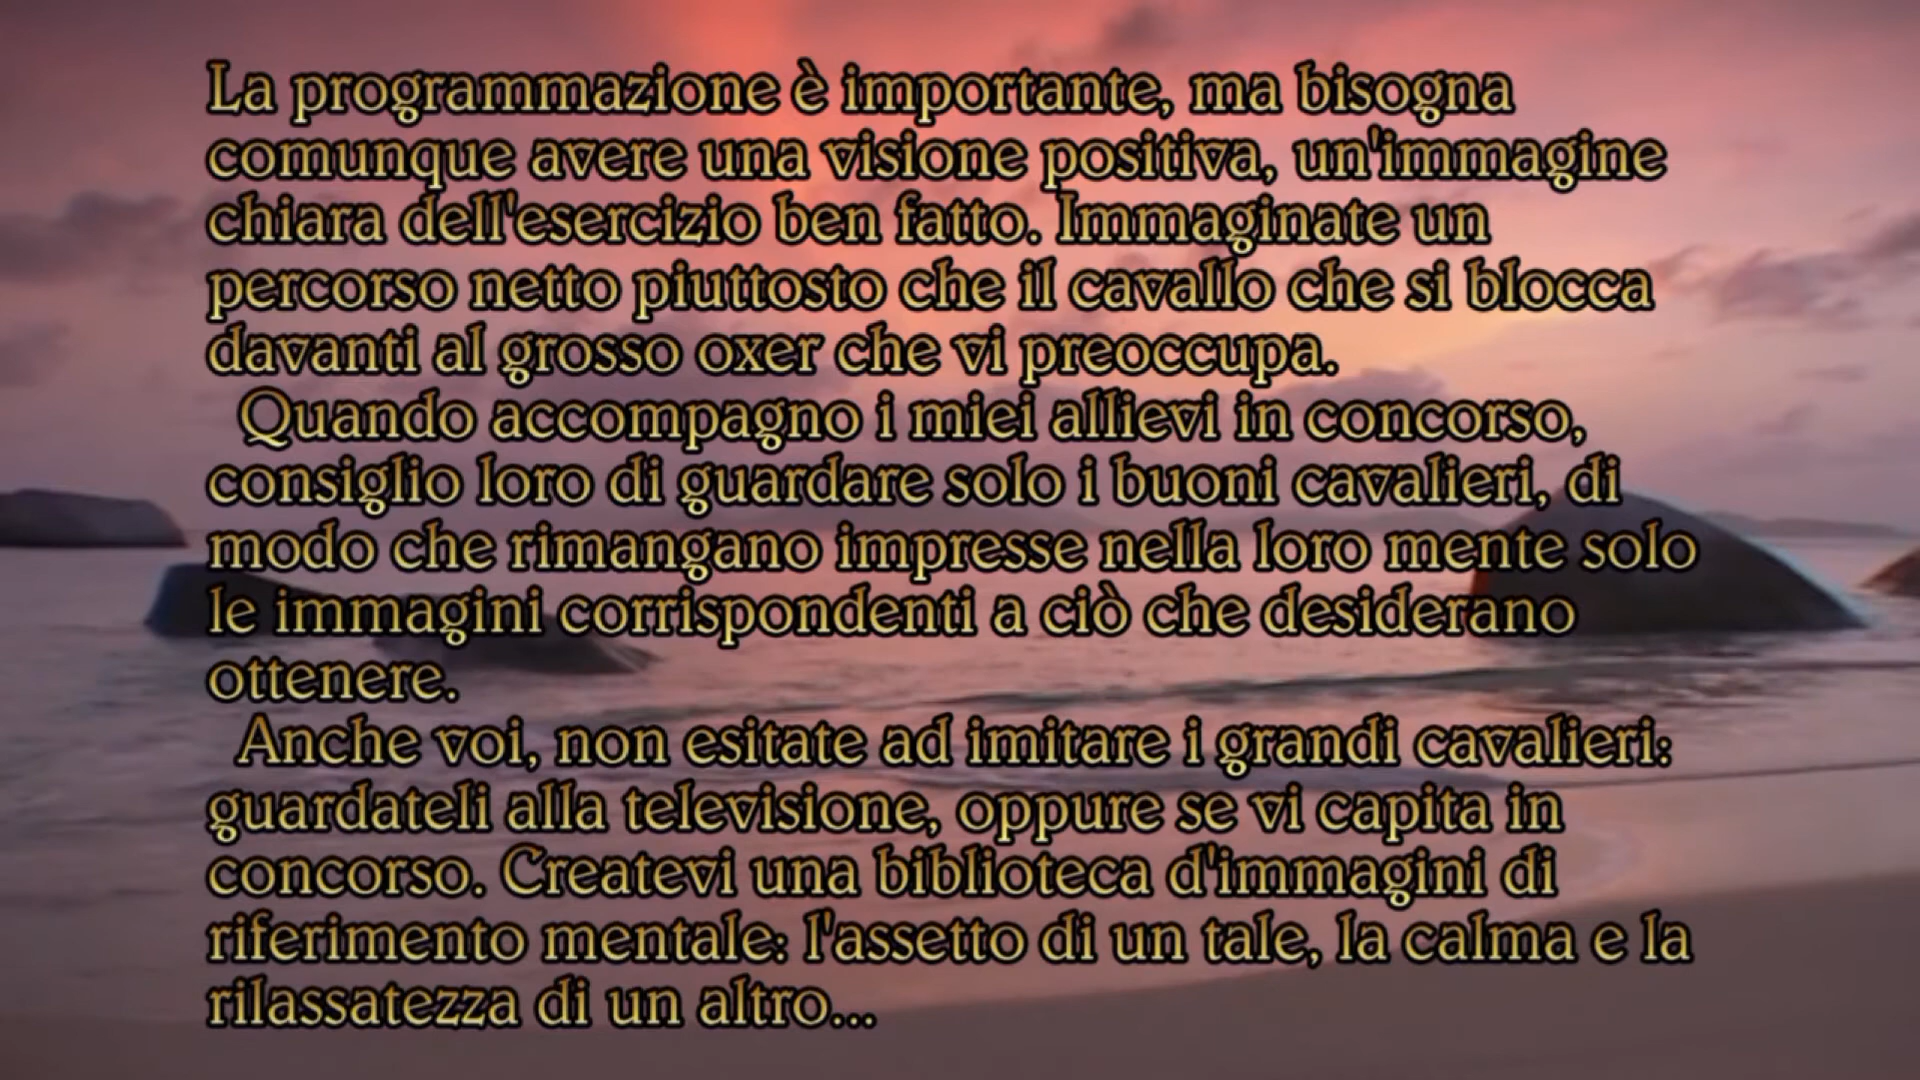 La programmazione è importante, ma bisogna
comunque avere una visione positiva, un'immagine
chiara dell'esercizio ben fatto. Immaginate un
percorso netto piuttosto che il cavallo che si blocca
davanti al grosso oxer che vi preoccupa.
Quando accompagno i miei allievi in concorso,
consiglio loro di guardare solo i buoni cavalieri, di
modo che rimangano impresse nella loro mente solo
le immagini corrispondenti a ciò che desiderano
ottenere.
Anche voi, non esitate ad imitare i grandi cavalieri:
guardateli alla televisione, oppure se vi capita in
concorso. Createvi una biblioteca d'immagini di
riferimento mentale: l'assetto di un tale, la calma e la
rilassatezza di un altro...